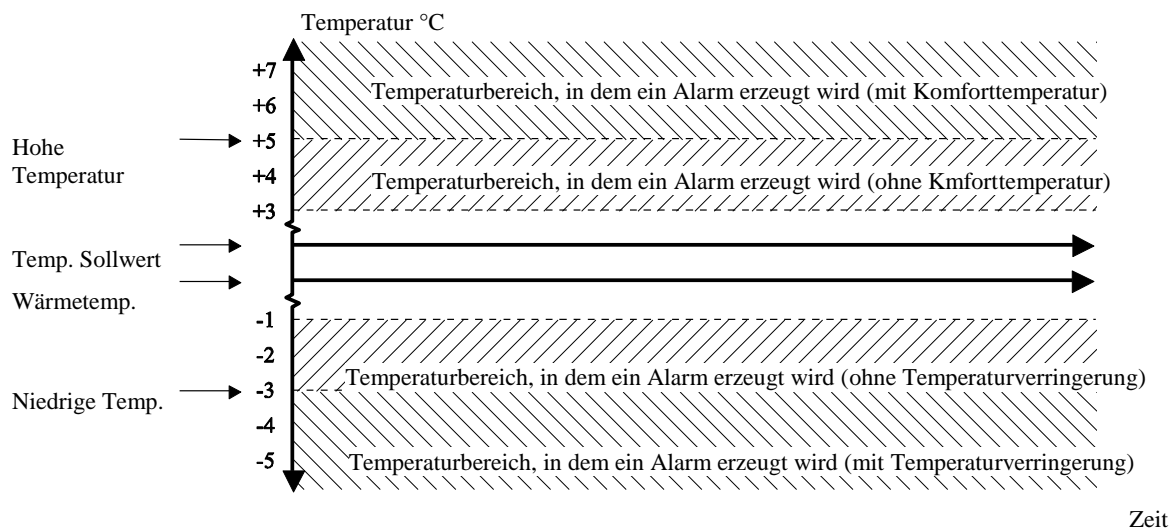 Temperatur °C
+7
Temperaturbereich, in dem ein Alarm erzeugt wird (mit Komforttemperatur)
+6
Hohe
Temperatur
+5
+4
Temperaturbereich, in dem ein Alarm erzeugt wird (ohne Kmforttemperatur)
+3
Temp. Sollwert
Wärmetemp.
-1
-2
Temperaturbereich, in dem ein Alarm erzeugt wird (ohne Temperaturverringerung)
Niedrige Temp.
-3
-4
Temperaturbereich, in dem ein Alarm erzeugt wird (mit Temperaturverringerung)
-5
Zeit